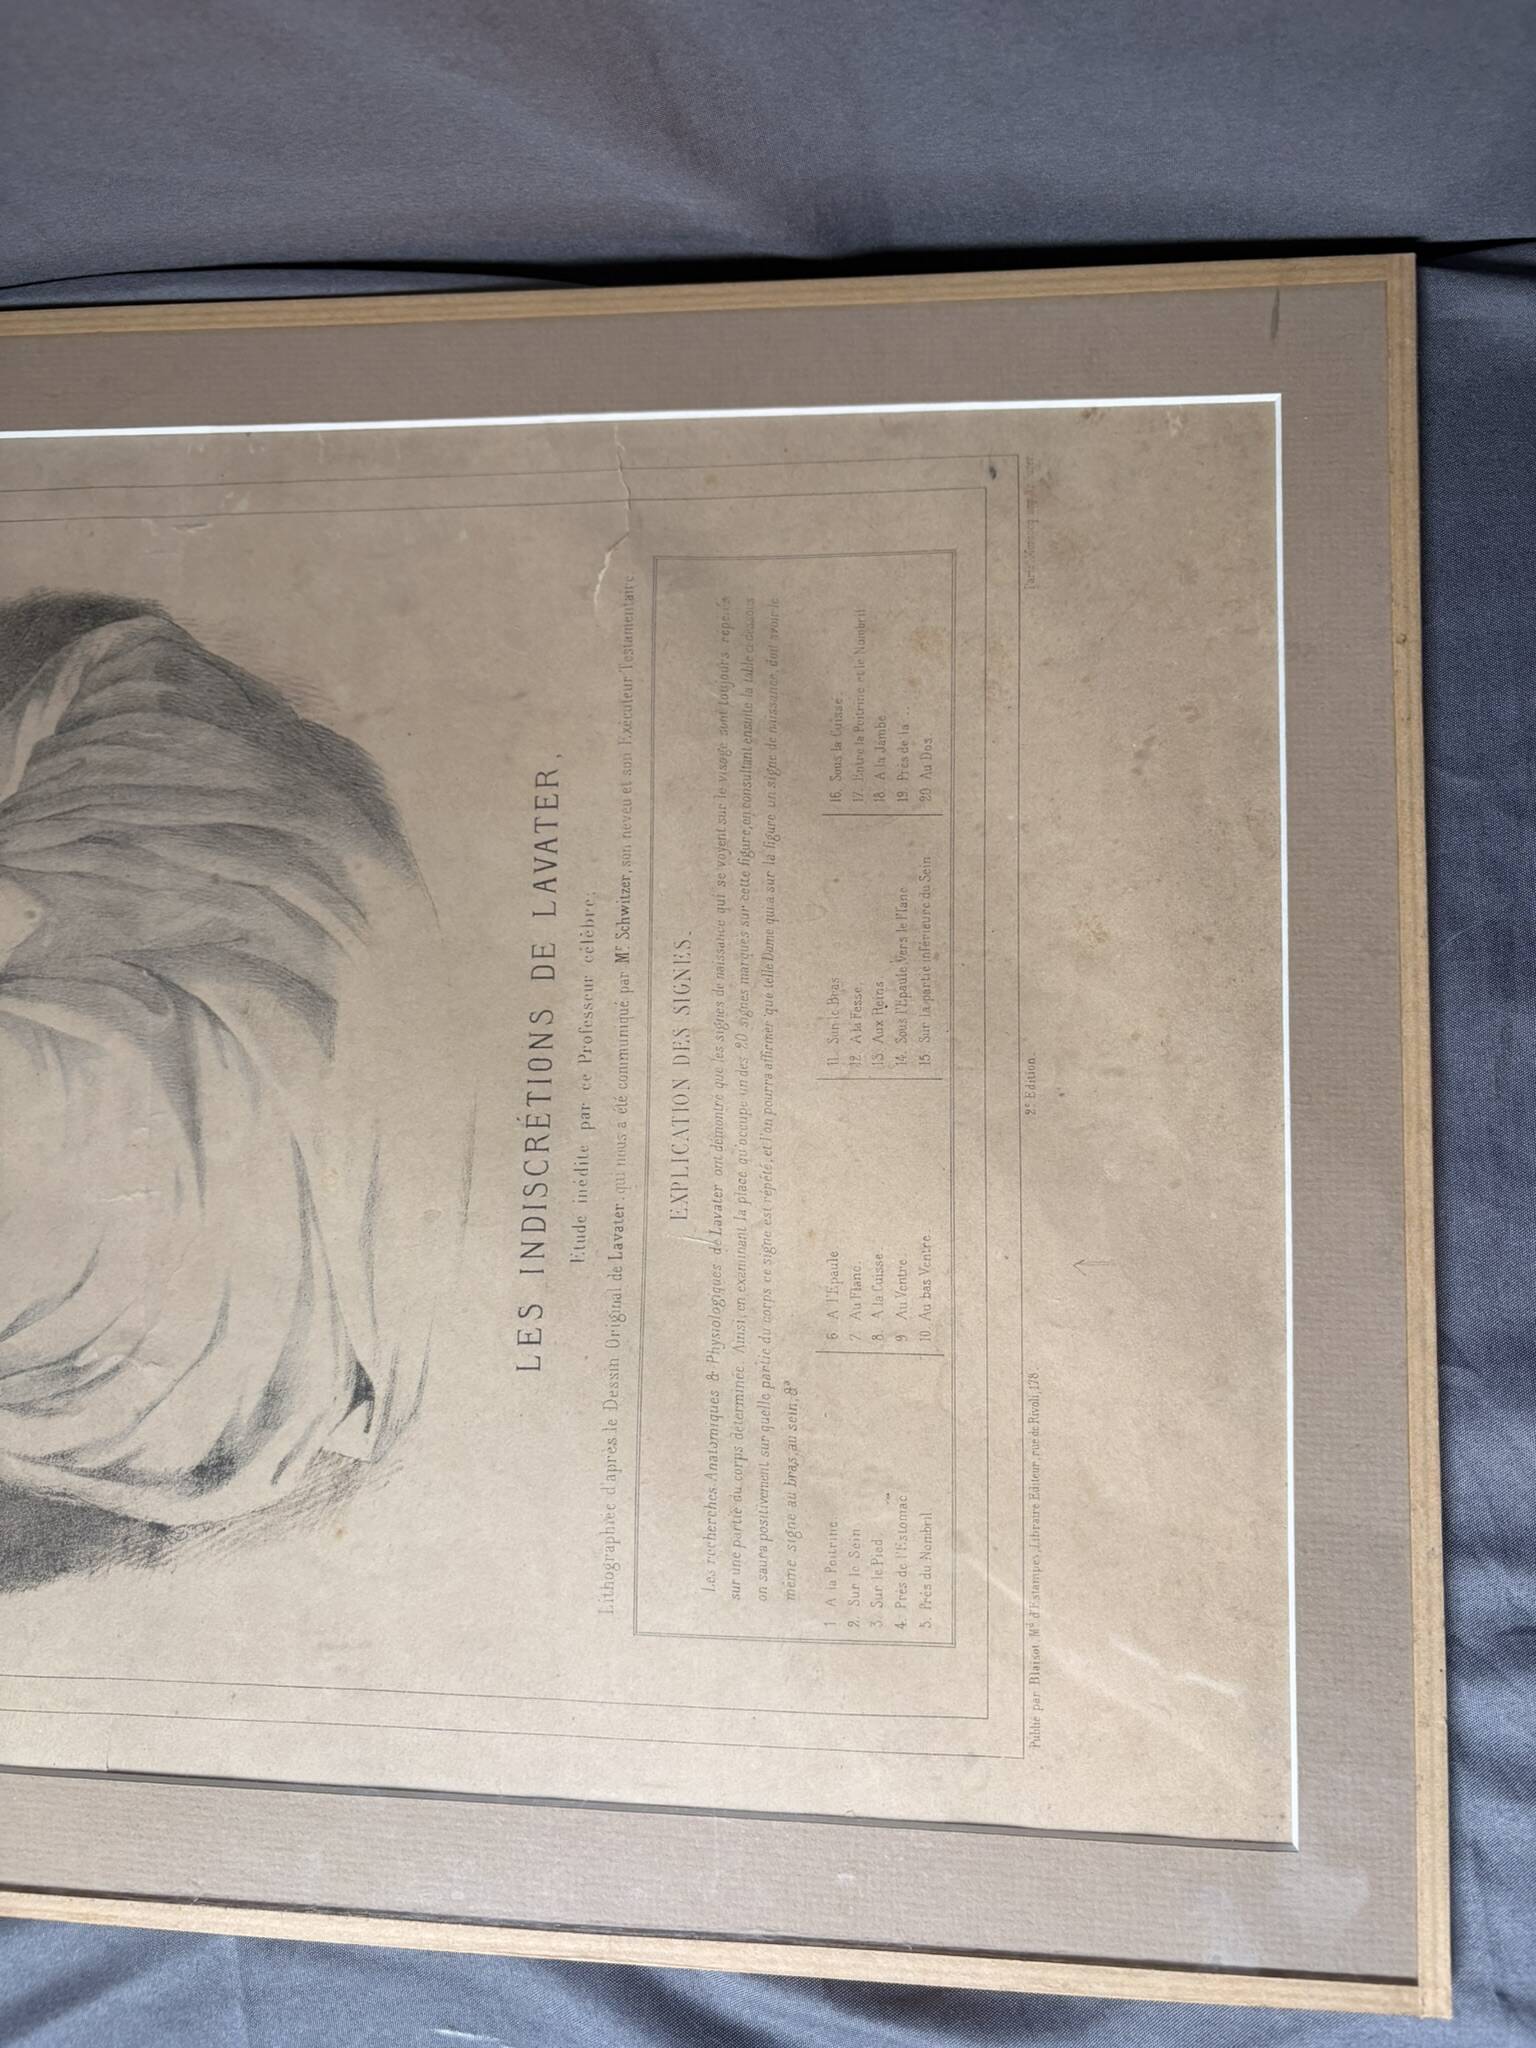 LES INDISCRÉTIONS DE LAVATER,
Etude inédite par ce Professeur célèbre;
Lithographiée d'après le Dessin Original de Lavater, qui nous a été communiqué par Mr Schwitzer, son neveu et son Exécuteur Testamentaire
EXPLICATION DES SIGNES.
Les recherches Anatomiques & Physiologiques de Lavater ont démontré que les signes de naissance qui se voyent sur le visage sont toujours repetés
sur une partie du corps déterminée. Ainsi, en examinant la place qu'occupe un des 20 signes marques sur cette figure, en consultant ensuite la table ci dessous
on saura positivement sur quelle partie du corps ce signe est répété, et l'on pourra affirmer que telle Dame qui a sur la figure un signe de naissance, doit avoir le
même signe au bras, au sein, &a
1 A la Poitrine
2. Sur le Sein
3. Sur le Pied
4. Près de l'Estomac
5. Près du Nombril
6 A l'Epaule
7 Au Flanc.
8. A la Cuisse
9 Au Ventre
10. Au bas Ventre
11. Sur le Bras
12. A la Fesse.
13. Aux Reins.
14. Sous l'Epaule, vers le Flanc
15. Sur la partie inférieure du Sein
16. Sous la Cuisse.
17. Entre la Poitrine et le Nombril
18 A la Jambe
19 Près de la ...
20 Au Dos
Publié par Blaisot, Md d'Estampes, Libraire Editeur, rue de Rivoli, 178
2e Edition
Paris